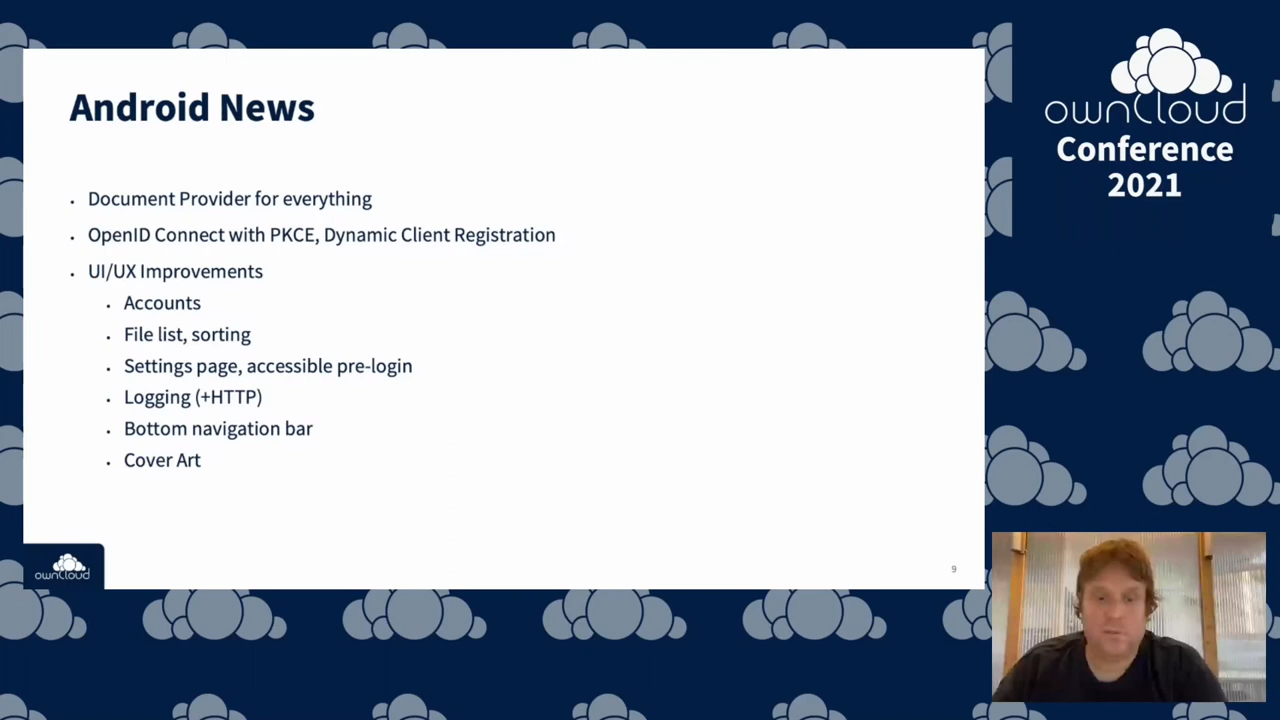 Android News
Document Provider for everything
OpenID Connect with PKCE, Dynamic Client Registration
UI/UX Improvements
Accounts
File list, sorting
Settings page, accessible pre-login
Logging (+HTTP)
Bottom navigation bar
Cover Art
ownCloud
9
ownCloud
Conference
2021